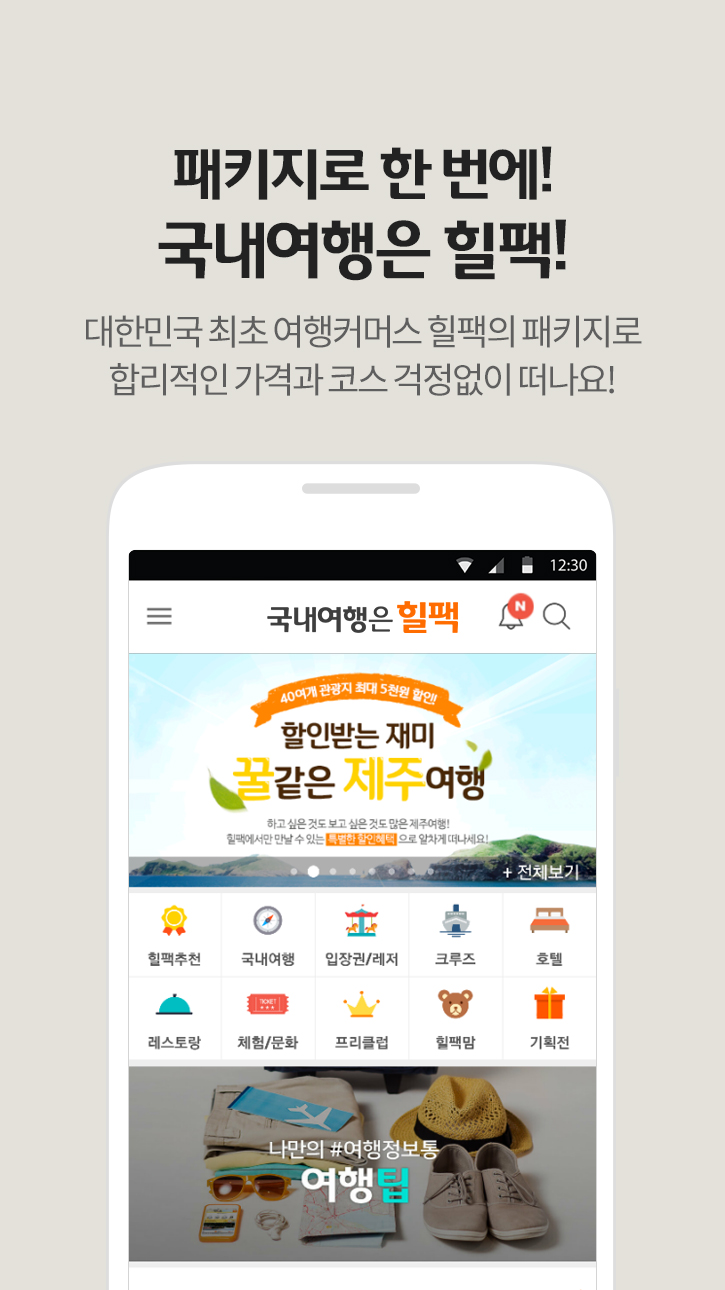 패키지로 한 번에!
국내여행은 힐팩!
대한민국 최초 여행커머스 힐팩의 패키지로
합리적인 가격과 코스 걱정없이 떠나요!
12:30
국내여행은 힐팩
N
40여개 관광지 최대 5천원 할인!
할인받는 재미
꿀같은 제주여행
하고 싶은 것도 보고 싶은 것도 많은 제주여행!
힐팩에서만 만날 수 있는 특별한 할인혜택 으로 알차게 떠나세요!
+ 전체보기
힐팩추천 국내여행 입장권/레저 크루즈 호텔
TICKET
레스토랑 체험/문화 프리클럽 힐팩맘 기획전
나만의 #여행정보통
여행팁